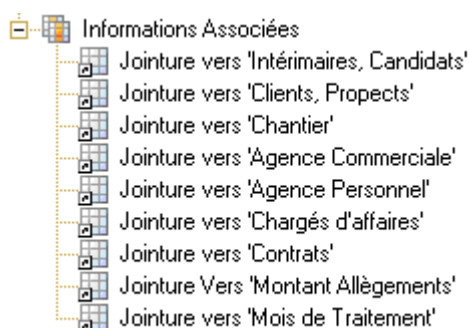 Informations Associées
Jointure vers 'Intérimaires, Candidats'
Jointure vers 'Clients, Propects'
Jointure vers 'Chantier'
Jointure vers 'Agence Commerciale'
Jointure vers 'Agence Personnel'
Jointure vers 'Chargés d'affaires'
Jointure vers 'Contrats'
Jointure Vers 'Montant Allègements'
Jointure vers 'Mois de Traitement'